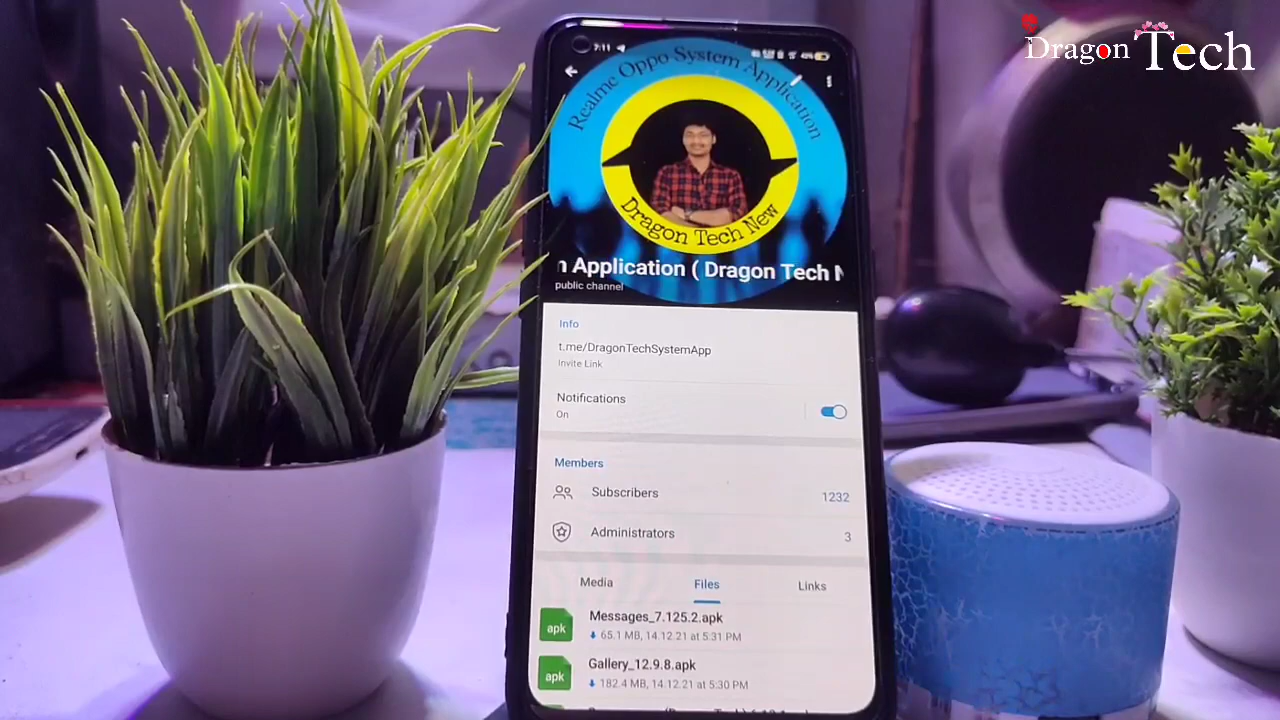 Dragon Tech
7:11
Realme Oppo System Application
Dragon Tech New
n Application ( Dragon Tech N
public channel
Info
t.me/DragonTechSystemApp
Invite Link
Notifications
On
Members
Subscribers 1232
Administrators 3
Media Files Links
apk Messages_7.125.2.apk
65.1 MB, 14.12.21 at 5:31 PM
apk Gallery_12.9.8.apk
182.4 MB, 14.12.21 at 5:30 PM